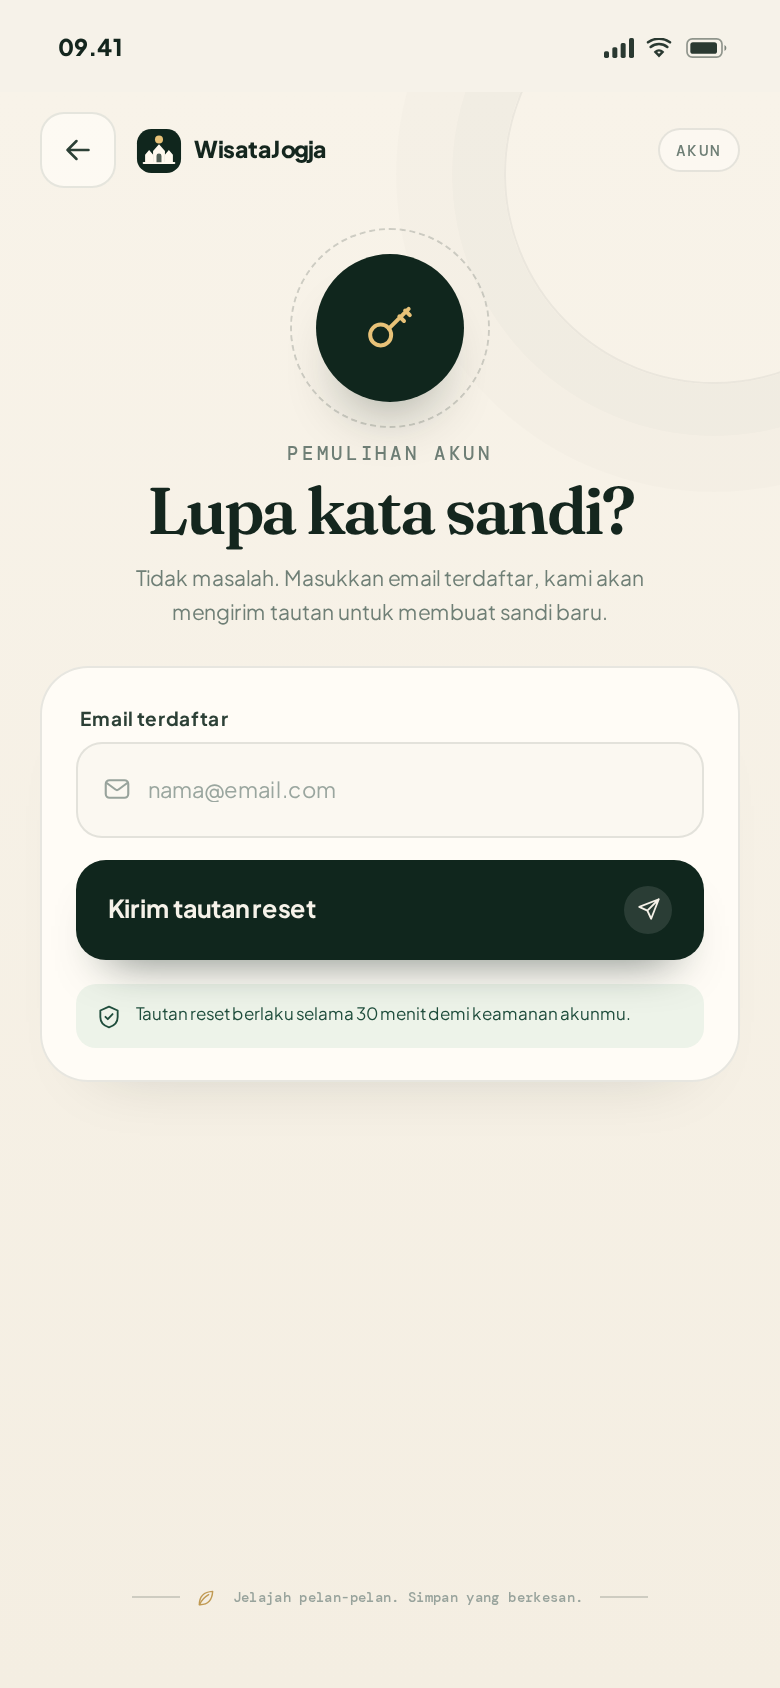 09.41
WisataJogja
AKUN
PEMULIHAN AKUN
Lupa kata sandi?
Tidak masalah. Masukkan email terdaftar, kami akan
mengirim tautan untuk membuat sandi baru.
Email terdaftar
nama@email.com
Kirim tautan reset
Tautan reset berlaku selama 30 menit demi keamanan akunmu.
Jelajah pelan-pelan. Simpan yang berkesan.